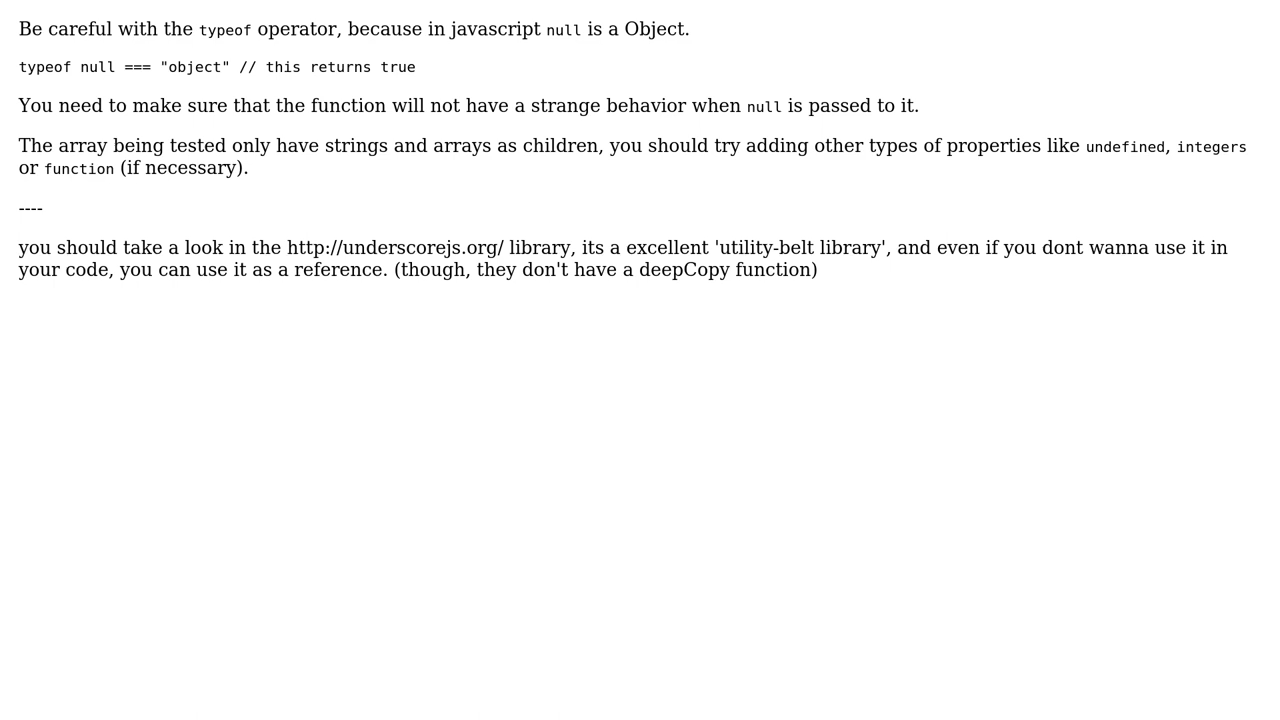 Be careful with the typeof operator, because in javascript null is a Object.
typeof null === "object" // this returns true
You need to make sure that the function will not have a strange behavior when null is passed to it.
The array being tested only have strings and arrays as children, you should try adding other types of properties like undefined, integers
or function (if necessary).
----
you should take a look in the http://underscorejs.org/ library, its a excellent 'utility-belt library', and even if you dont wanna use it in
your code, you can use it as a reference. (though, they don't have a deepCopy function)